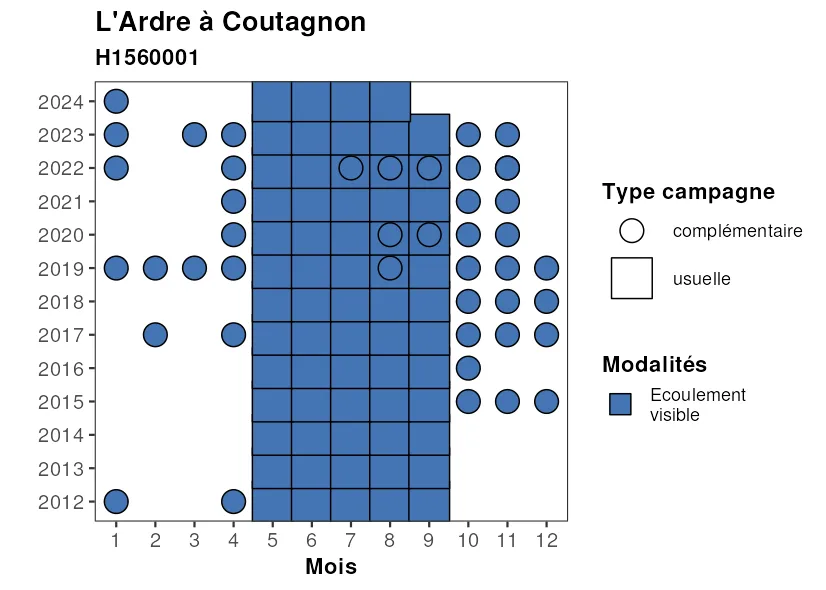 L'Ardre à Coutagnon
H1560001
2024
2023
2022
2021
2020
2019
2018
2017
2016
2015
2014
2013
2012
1 2 3 4 5 6 7 8 9 10 11 12
Mois
Type campagne
complémentaire
usuelle
Modalités
Ecoulement
visible